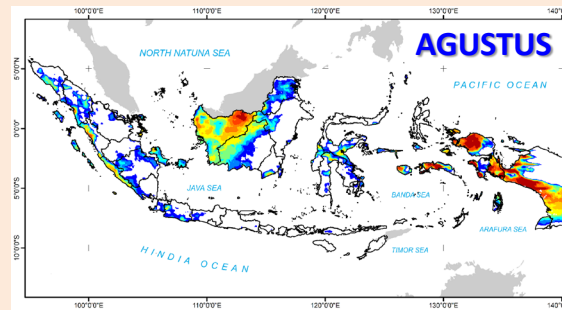 100°0'0"E 110°0'0"E 120°0'0"E 130°0'0"E 140°0'
AGUSTUS
NORTH NATUNA SEA
PACIFIC OCEAN
5°0'0"N
0°0'0"
JAVA SEA
BANDA SEA
5°0'0"S
ARAFURA SEA
TIMOR SEA
HINDIA OCEAN
10°0'0"S
100°0'0"E 110°0'0"E 120°0'0"E 130°0'0"E 140°0'